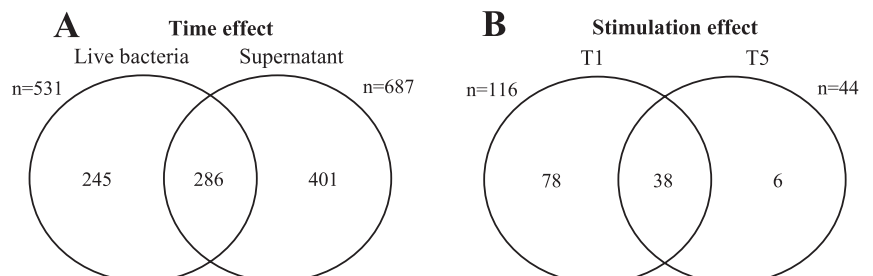 A
Time effect
Live bacteria
Supernatant
n=531
n=687
245
286
401
B
Stimulation effect
T1
T5
n=116
n=44
78
38
6